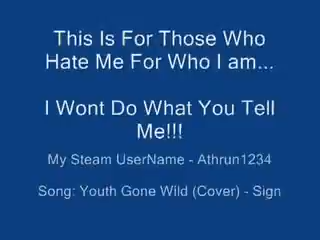 This Is For Those Who
Hate Me For Who I am...
I Wont Do What You Tell
Me!!!
My Steam UserName - Athrun1234
Song: Youth Gone Wild (Cover) - Sign